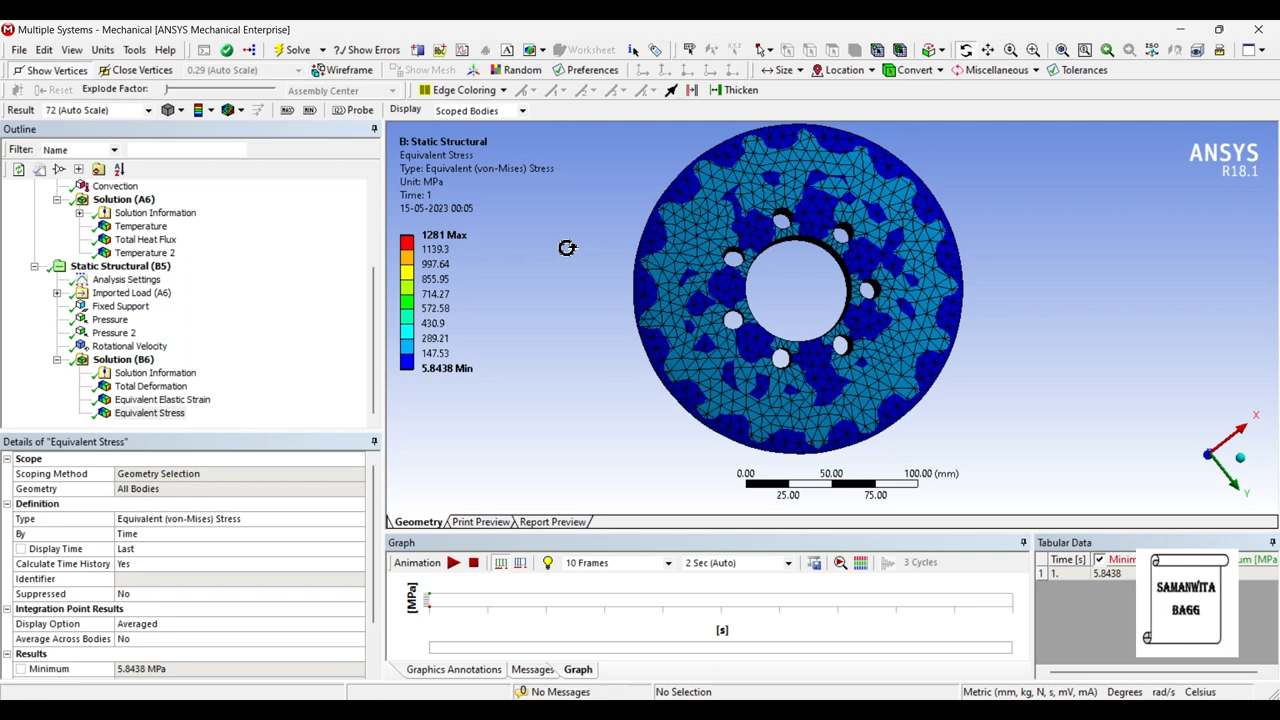 Multiple Systems - Mechanical [ANSYS Mechanical Enterprise]
File Edit View Units Tools Help Solve ?/ Show Errors Worksheet
Show Vertices Close Vertices 0.29 (Auto Scale) Wireframe Show Mesh Random Preferences Size Location Convert Miscellaneous Tolerances
Reset Explode Factor: Assembly Center Edge Coloring Thicken
Result 72 (Auto Scale) Probe Display Scoped Bodies
Outline
Filter: Name
Convection
Solution (A6)
Solution Information
Temperature
Total Heat Flux
Temperature 2
Static Structural (B5)
Analysis Settings
Imported Load (A6)
Fixed Support
Pressure
Pressure 2
Rotational Velocity
Solution (B6)
Solution Information
Total Deformation
Equivalent Elastic Strain
Equivalent Stress
Details of "Equivalent Stress"
Scope
Scoping Method Geometry Selection
Geometry All Bodies
Definition
Type Equivalent (von-Mises) Stress
By Time
Display Time Last
Calculate Time History Yes
Identifier
Suppressed No
Integration Point Results
Display Option Averaged
Average Across Bodies No
Results
Minimum 5.8438 MPa
B: Static Structural
Equivalent Stress
Type: Equivalent (von-Mises) Stress
Unit: MPa
Time: 1
15-05-2023 00:05
1281 Max
1139.3
997.64
855.95
714.27
572.58
430.9
289.21
147.53
5.8438 Min
ANSYS
R18.1
X
Y
0.00 50.00 100.00 (mm)
25.00 75.00
Geometry Print Preview Report Preview
Graph
Animation 10 Frames 2 Sec (Auto) 3 Cycles
[MPa]
[s]
Graphics Annotations Messages Graph
Tabular Data
Time [s] Minim um [MPa
1 1. 5.8438
SAMANWITA
BAGG
0 No Messages No Selection Metric (mm, kg, N, s, mV, mA) Degrees rad/s Celsius